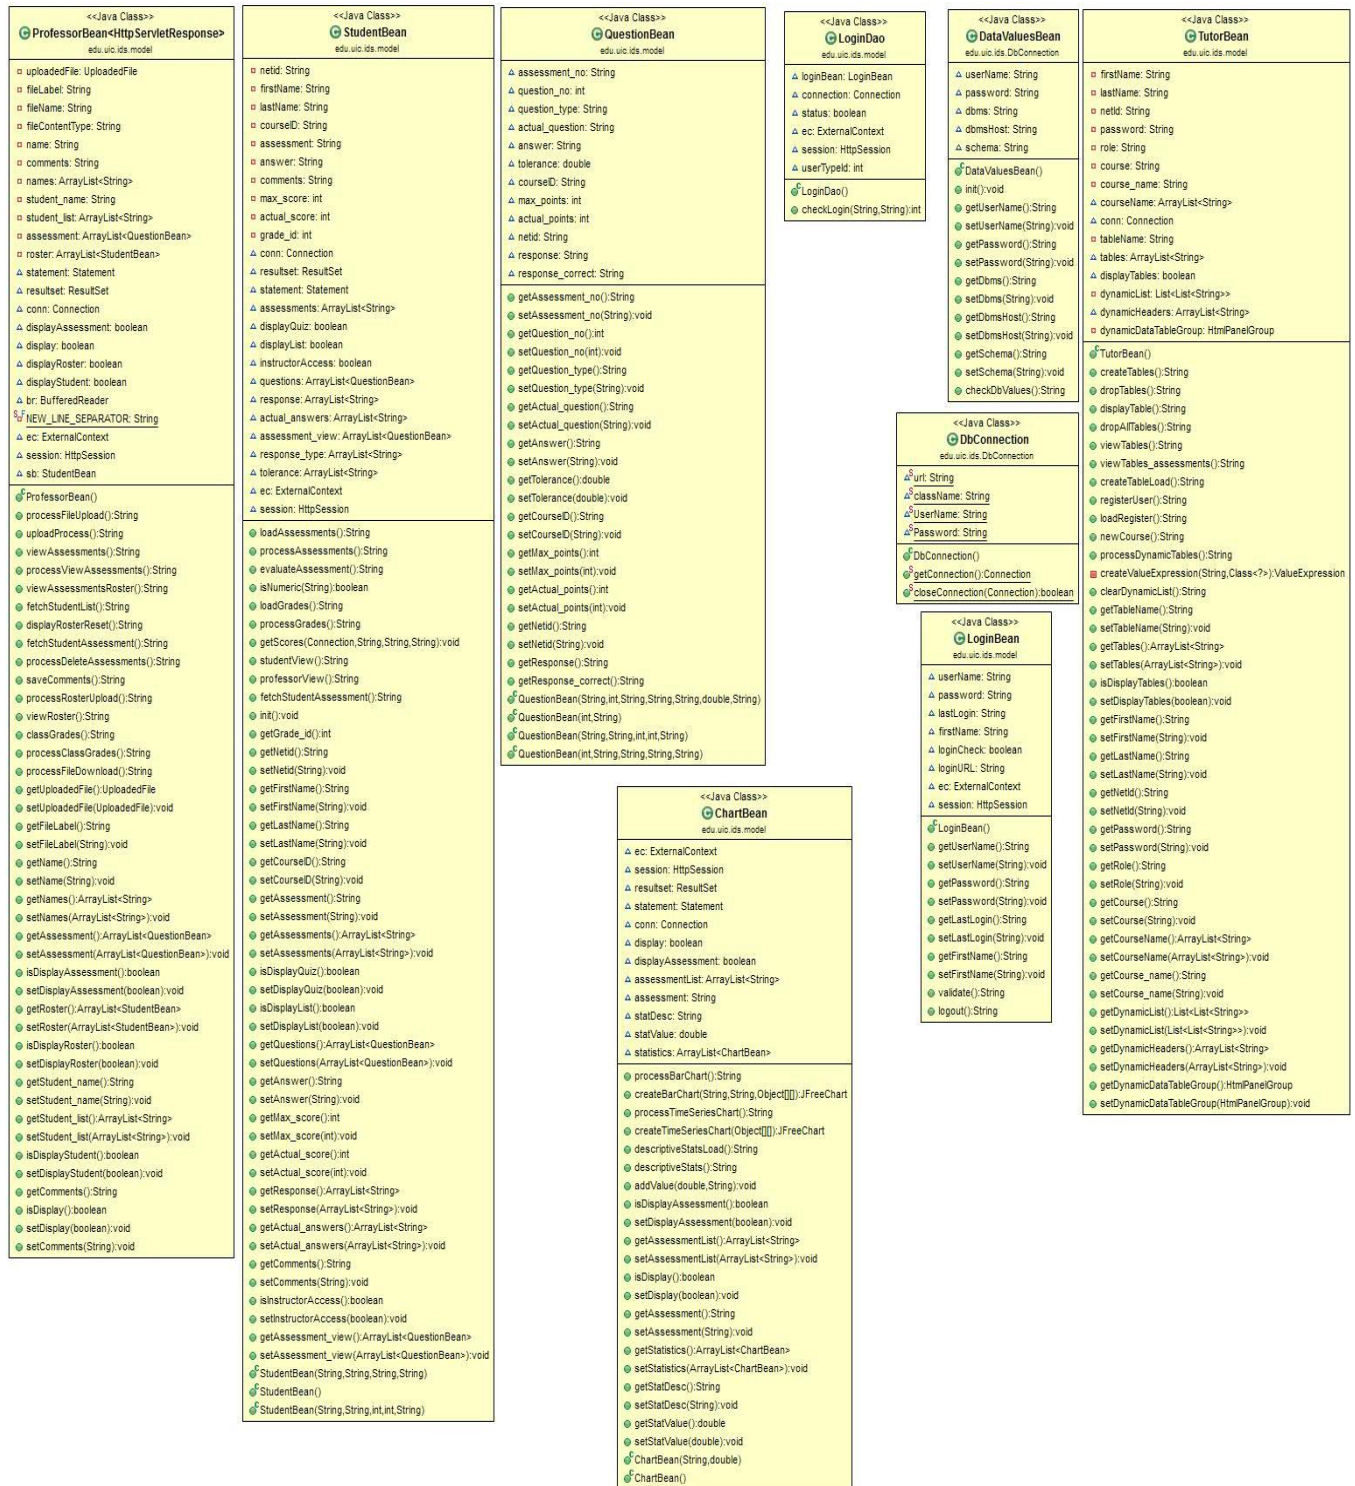 <<Java Class>>
ProfessorBean<HttpServletResponse>
edu.uic.ids.model
uploadedFile: UploadedFile
fileLabel: String
fileName: String
fileContentType: String
name: String
comments: String
names: ArrayList<String>
student_name: String
student_list: ArrayList<String>
assessment: ArrayList<QuestionBean>
roster: ArrayList<StudentBean>
statement: Statement
resultset: ResultSet
conn: Connection
displayAssessment: boolean
display: boolean
displayRoster: boolean
displayStudent: boolean
br: BufferedReader
NEW_LINE_SEPARATOR: String
ec: ExternalContext
session: HttpSession
sb: StudentBean
ProfessorBean()
processFileUpload():String
uploadProcess():String
viewAssessments():String
processViewAssessments():String
viewAssessmentsRoster():String
fetchStudentList():String
displayRosterReset():String
fetchStudentAssessment():String
processDeleteAssessments():String
saveComments():String
processRosterUpload():String
viewRoster():String
classGrades():String
processClassGrades():String
processFileDownload():String
getUploadedFile():UploadedFile
setUploadedFile(UploadedFile):void
getFileLabel():String
setFileLabel(String):void
getName():String
setName(String):void
getNames():ArrayList<String>
setNames(ArrayList<String>):void
getAssessment():ArrayList<QuestionBean>
setAssessment(ArrayList<QuestionBean>):void
isDisplayAssessment():boolean
setDisplayAssessment(boolean):void
getRoster():ArrayList<StudentBean>
setRoster(ArrayList<StudentBean>):void
isDisplayRoster():boolean
setDisplayRoster(boolean):void
getStudent_name():String
setStudent_name(String):void
getStudent_list():ArrayList<String>
setStudent_list(ArrayList<String>):void
isDisplayStudent():boolean
setDisplayStudent(boolean):void
getComments():String
isDisplay():boolean
setDisplay(boolean):void
setComments(String):void
<<Java Class>>
StudentBean
edu.uic.ids.model
netid: String
firstName: String
lastName: String
courseID: String
assessment: String
answer: String
comments: String
max_score: int
actual_score: int
grade_id: int
conn: Connection
resultset: ResultSet
statement: Statement
assessments: ArrayList<String>
displayQuiz: boolean
displayList: boolean
instructorAccess: boolean
questions: ArrayList<QuestionBean>
response: ArrayList<String>
actual_answers: ArrayList<String>
assessment_view: ArrayList<QuestionBean>
response_type: ArrayList<String>
tolerance: ArrayList<String>
ec: ExternalContext
session: HttpSession
loadAssessments():String
processAssessments():String
evaluateAssessment():String
isNumeric(String):boolean
loadGrades():String
processGrades():String
getScores(Connection,String,String,String):void
studentView():String
professorView():String
fetchStudentAssessment():String
init():void
getGrade_id():int
getNetid():String
setNetid(String):void
getFirstName():String
setFirstName(String):void
getLastName():String
setLastName(String):void
getCourseID():String
setCourseID(String):void
getAssessment():String
setAssessment(String):void
getAssessments():ArrayList<String>
setAssessments(ArrayList<String>):void
isDisplayQuiz():boolean
setDisplayQuiz(boolean):void
isDisplayList():boolean
setDisplayList(boolean):void
getQuestions():ArrayList<QuestionBean>
setQuestions(ArrayList<QuestionBean>):void
getAnswer():String
setAnswer(String):void
getMax_score():int
setMax_score(int):void
getActual_score():int
setActual_score(int):void
getResponse():ArrayList<String>
setResponse(ArrayList<String>):void
getActual_answers():ArrayList<String>
setActual_answers(ArrayList<String>):void
getComments():String
setComments(String):void
isInstructorAccess():boolean
setInstructorAccess(boolean):void
getAssessment_view():ArrayList<QuestionBean>
setAssessment_view(ArrayList<QuestionBean>):void
StudentBean(String,String,String,String)
StudentBean()
StudentBean(String,String,int,int,String)
<<Java Class>>
QuestionBean
edu.uic.ids.model
assessment_no: String
question_no: int
question_type: String
actual_question: String
answer: String
tolerance: double
courseID: String
max_points: int
actual_points: int
netid: String
response: String
response_correct: String
getAssessment_no():String
setAssessment_no(String):void
getQuestion_no():int
setQuestion_no(int):void
getQuestion_type():String
setQuestion_type(String):void
getActual_question():String
setActual_question(String):void
getAnswer():String
setAnswer(String):void
getTolerance():double
setTolerance(double):void
getCourseID():String
setCourseID(String):void
getMax_points():int
setMax_points(int):void
getActual_points():int
setActual_points(int):void
getNetid():String
setNetid(String):void
getResponse():String
getResponse_correct():String
QuestionBean(String,int,String,String,String,double,String)
QuestionBean(int,String)
QuestionBean(String,String,int,int,String)
QuestionBean(int,String,String,String,String)
<<Java Class>>
ChartBean
edu.uic.ids.model
ec: ExternalContext
session: HttpSession
resultset: ResultSet
statement: Statement
conn: Connection
display: boolean
displayAssessment: boolean
assessmentList: ArrayList<String>
assessment: String
statDesc: String
statValue: double
statistics: ArrayList<ChartBean>
processBarChart():String
createBarChart(String,String,Object[][]):JFreeChart
processTimeSeriesChart():String
createTimeSeriesChart(Object[][]):JFreeChart
descriptiveStatsLoad():String
descriptiveStats():String
addValue(double,String):void
isDisplayAssessment():boolean
setDisplayAssessment(boolean):void
getAssessmentList():ArrayList<String>
setAssessmentList(ArrayList<String>):void
isDisplay():boolean
setDisplay(boolean):void
getAssessment():String
setAssessment(String):void
getStatistics():ArrayList<ChartBean>
setStatistics(ArrayList<ChartBean>):void
getStatDesc():String
setStatDesc(String):void
getStatValue():double
setStatValue(double):void
ChartBean(String,double)
ChartBean()
<<Java Class>>
LoginDao
edu.uic.ids.model
loginBean: LoginBean
connection: Connection
status: boolean
ec: ExternalContext
session: HttpSession
userTypeId: int
LoginDao()
checkLogin(String,String):int
<<Java Class>>
DataValuesBean
edu.uic.ids.DbConnection
userName: String
password: String
dbms: String
dbmsHost: String
schema: String
DataValuesBean()
init():void
getUserName():String
setUserName(String):void
getPassword():String
setPassword(String):void
getDbms():String
setDbms(String):void
getDbmsHost():String
setDbmsHost(String):void
getSchema():String
setSchema(String):void
checkDbValues():String
<<Java Class>>
DbConnection
edu.uic.ids.DbConnection
url: String
className: String
UserName: String
Password: String
DbConnection()
getConnection():Connection
closeConnection(Connection):boolean
<<Java Class>>
LoginBean
edu.uic.ids.model
userName: String
password: String
lastLogin: String
firstName: String
loginCheck: boolean
loginURL: String
ec: ExternalContext
session: HttpSession
LoginBean()
getUserName():String
setUserName(String):void
getPassword():String
setPassword(String):void
getLastLogin():String
setLastLogin(String):void
getFirstName():String
setFirstName(String):void
validate():String
logout():String
<<Java Class>>
TutorBean
edu.uic.ids.model
firstName: String
lastName: String
netId: String
password: String
role: String
course: String
course_name: String
courseName: ArrayList<String>
conn: Connection
tableName: String
tables: ArrayList<String>
displayTables: boolean
dynamicList: List<List<String>>
dynamicHeaders: ArrayList<String>
dynamicDataTableGroup: HtmlPanelGroup
TutorBean()
createTables():String
dropTables():String
displayTable():String
dropAllTables():String
viewTables():String
viewTables_assessments():String
createTableLoad():String
registerUser():String
loadRegister():String
newCourse():String
processDynamicTables():String
createValueExpression(String,Class<?>):ValueExpression
clearDynamicList():String
getTableName():String
setTableName(String):void
getTables():ArrayList<String>
setTables(ArrayList<String>):void
isDisplayTables():boolean
setDisplayTables(boolean):void
getFirstName():String
setFirstName(String):void
getLastName():String
setLastName(String):void
getNetId():String
setNetId(String):void
getPassword():String
setPassword(String):void
getRole():String
setRole(String):void
getCourse():String
setCourse(String):void
getCourseName():ArrayList<String>
setCourseName(ArrayList<String>):void
getCourse_name():String
setCourse_name(String):void
getDynamicList():List<List<String>>
setDynamicList(List<List<String>>):void
getDynamicHeaders():ArrayList<String>
setDynamicHeaders(ArrayList<String>):void
getDynamicDataTableGroup():HtmlPanelGroup
setDynamicDataTableGroup(HtmlPanelGroup):void